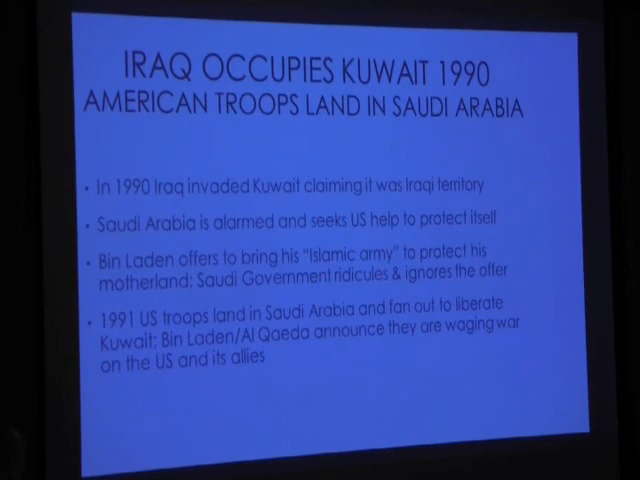 IRAQ OCCUPIES KUWAIT 1990
AMERICAN TROOPS LAND IN SAUDI ARABIA
• In 1990 Iraq invaded Kuwait claiming it was Iraqi territory
• Saudi Arabia is alarmed and seeks US help to protect itself
• Bin Laden offers to bring his "Islamic army" to protect his
motherland; Saudi Government ridicules & ignores the offer
• 1991 US troops land in Saudi Arabia and fan out to liberate
Kuwait; Bin Laden/Al Qaeda announce they are waging war
on the US and its allies